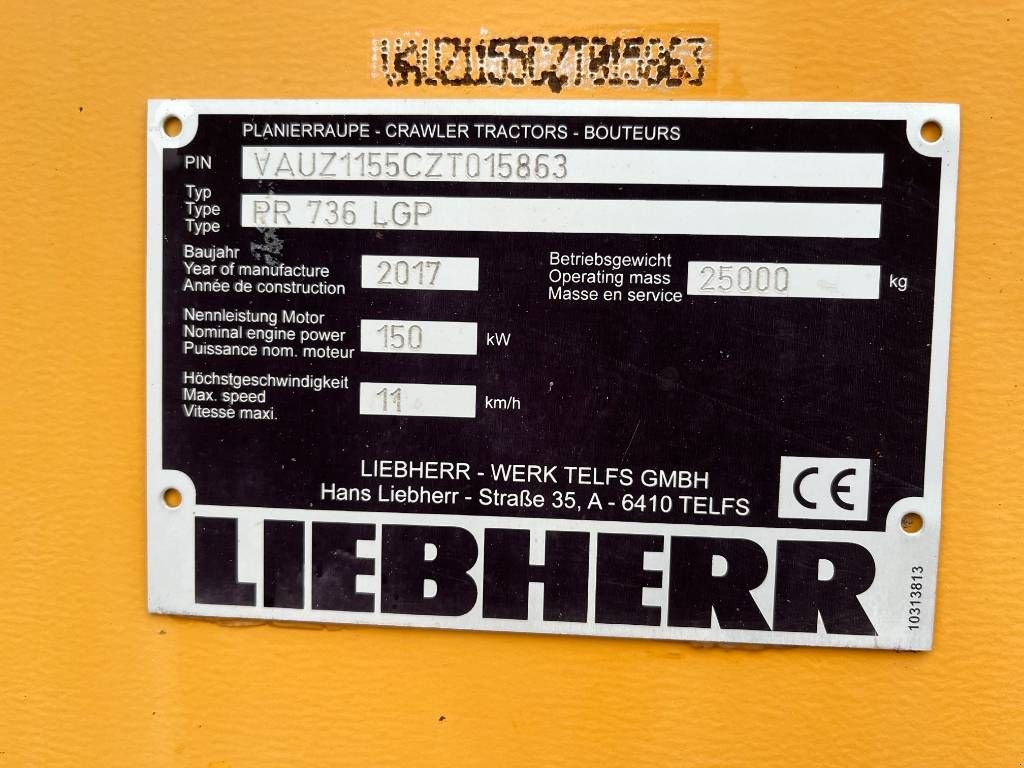 VAUZ1155CZT015863
PLANIERRAUPE - CRAWLER TRACTORS - BOUTEURS
PIN VAUZ1155CZT015863
Typ
Type PR 736 LGP
Type
Baujahr
Year of manufacture 2017
Année de construction
Betriebsgewicht
Operating mass 25000 kg
Masse en service
Nennleistung Motor
Nominal engine power 150 kW
Puissance nom. moteur
Höchstgeschwindigkeit
Max. speed 11 km/h
Vitesse maxi.
LIEBHERR - WERK TELFS GMBH
Hans Liebherr - Straße 35, A - 6410 TELFS
CE
LIEBHERR
10313813